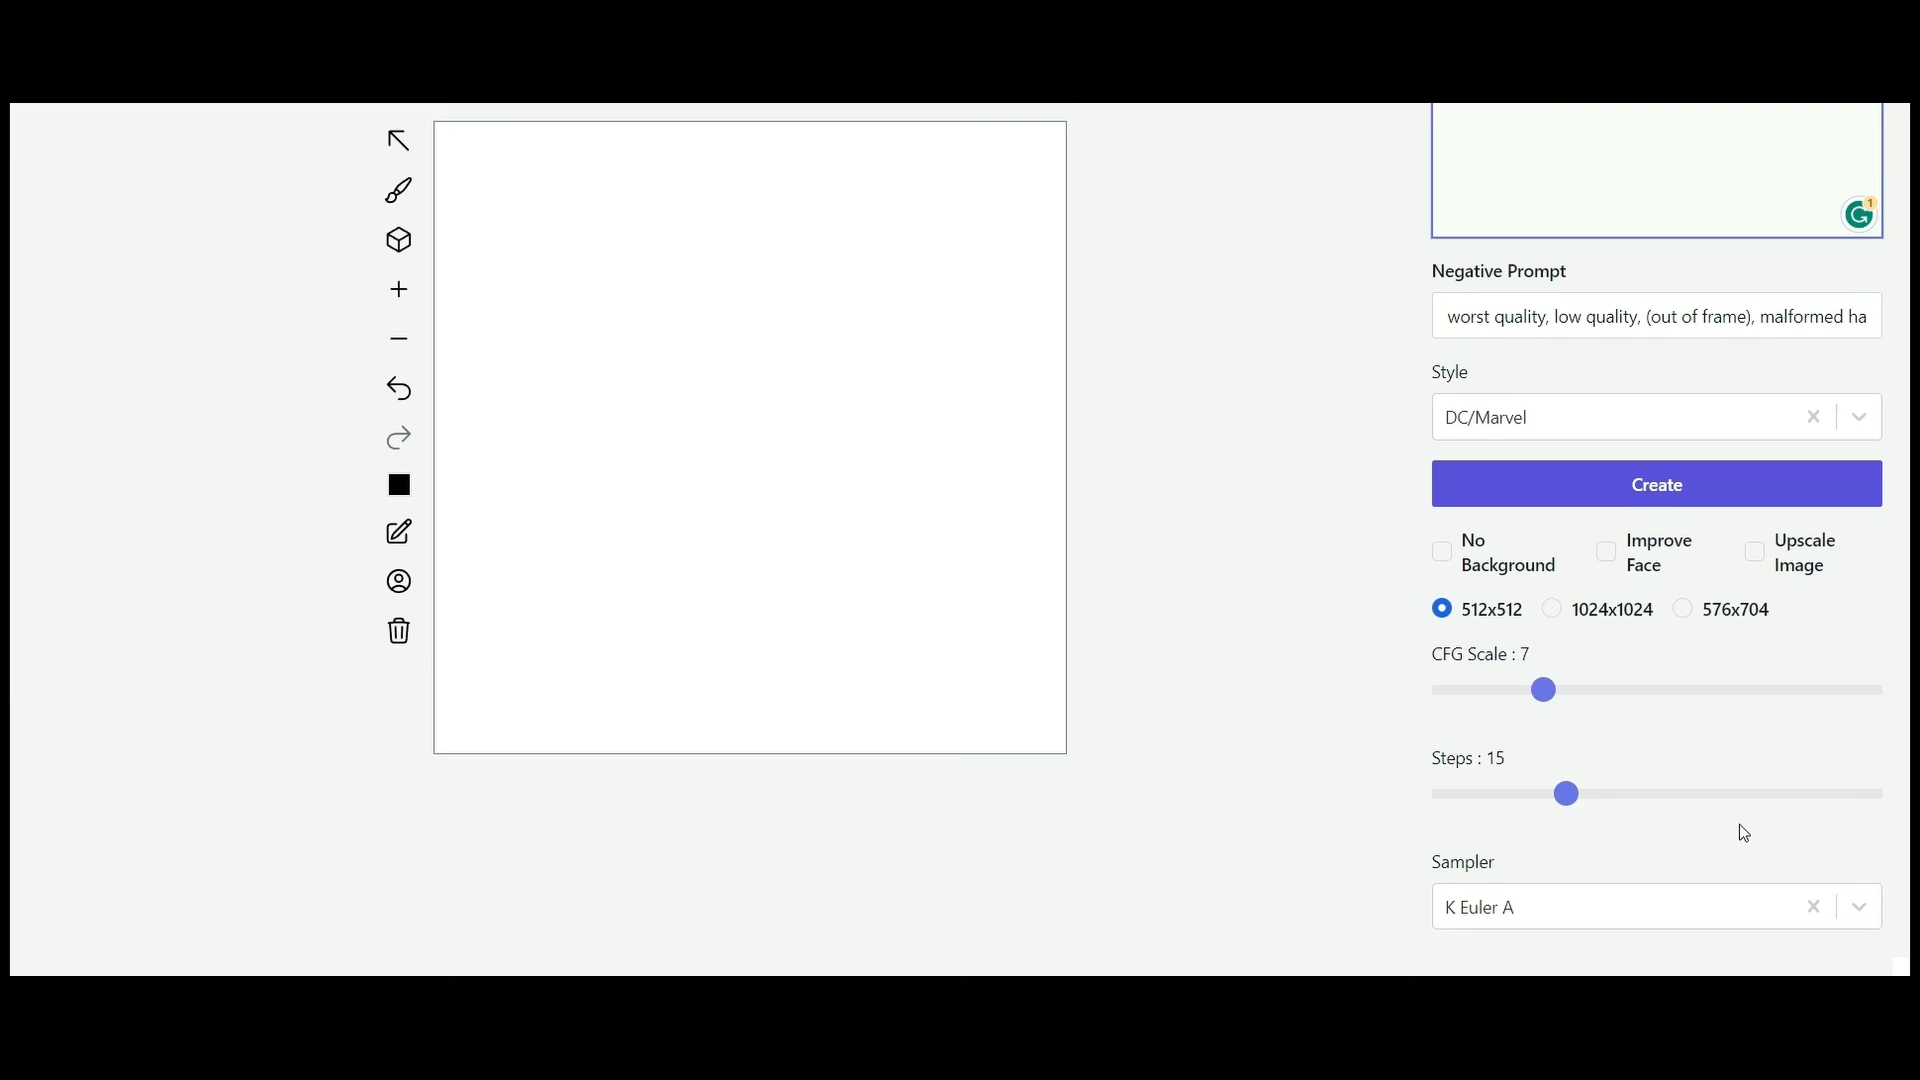 1
Negative Prompt
worst quality, low quality, (out of frame), malformed ha
Style
DC/Marvel
Create
No
Background
Improve
Face
Upscale
Image
512x512 1024x1024 576x704
CFG Scale : 7
Steps : 15
Sampler
K Euler A